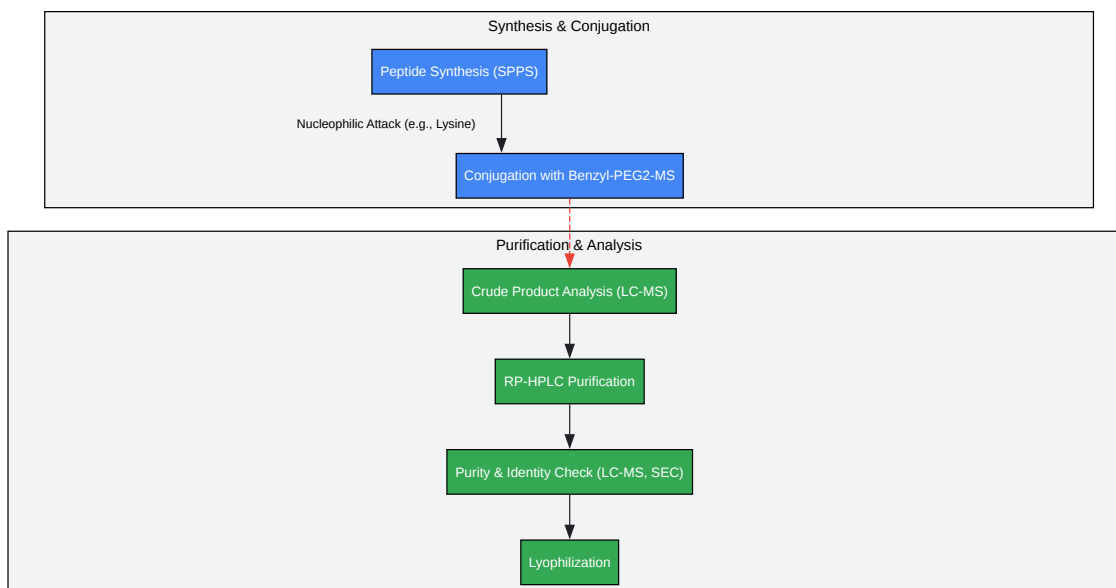 Synthesis & Conjugation
Peptide Synthesis (SPPS)
Nucleophilic Attack (e.g., Lysine)
Conjugation with Benzyl-PEG2-MS
Purification & Analysis
Crude Product Analysis (LC-MS)
RP-HPLC Purification
Purity & Identity Check (LC-MS, SEC)
Lyophilization